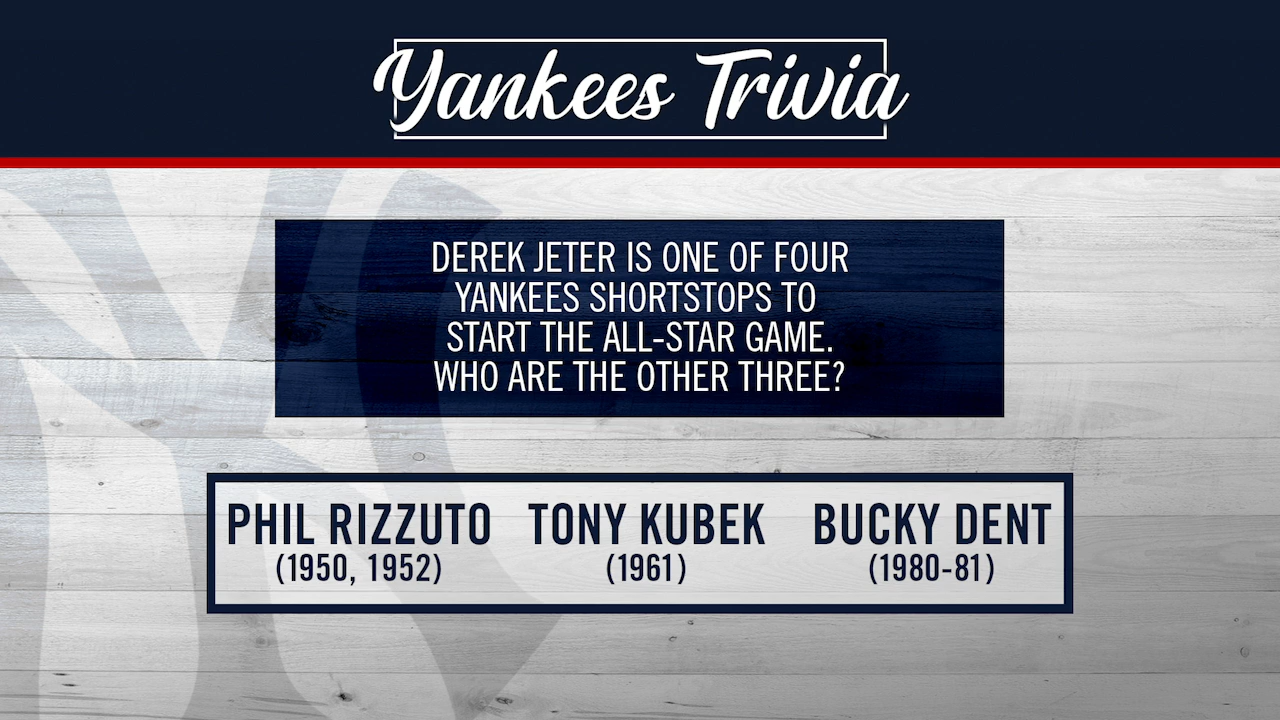 Yankees Trivia
DEREK JETER IS ONE OF FOUR
YANKEES SHORTSTOPS TO
START THE ALL-STAR GAME.
WHO ARE THE OTHER THREE?
PHIL RIZZUTO TONY KUBEK BUCKY DENT
(1950, 1952) (1961) (1980-81)